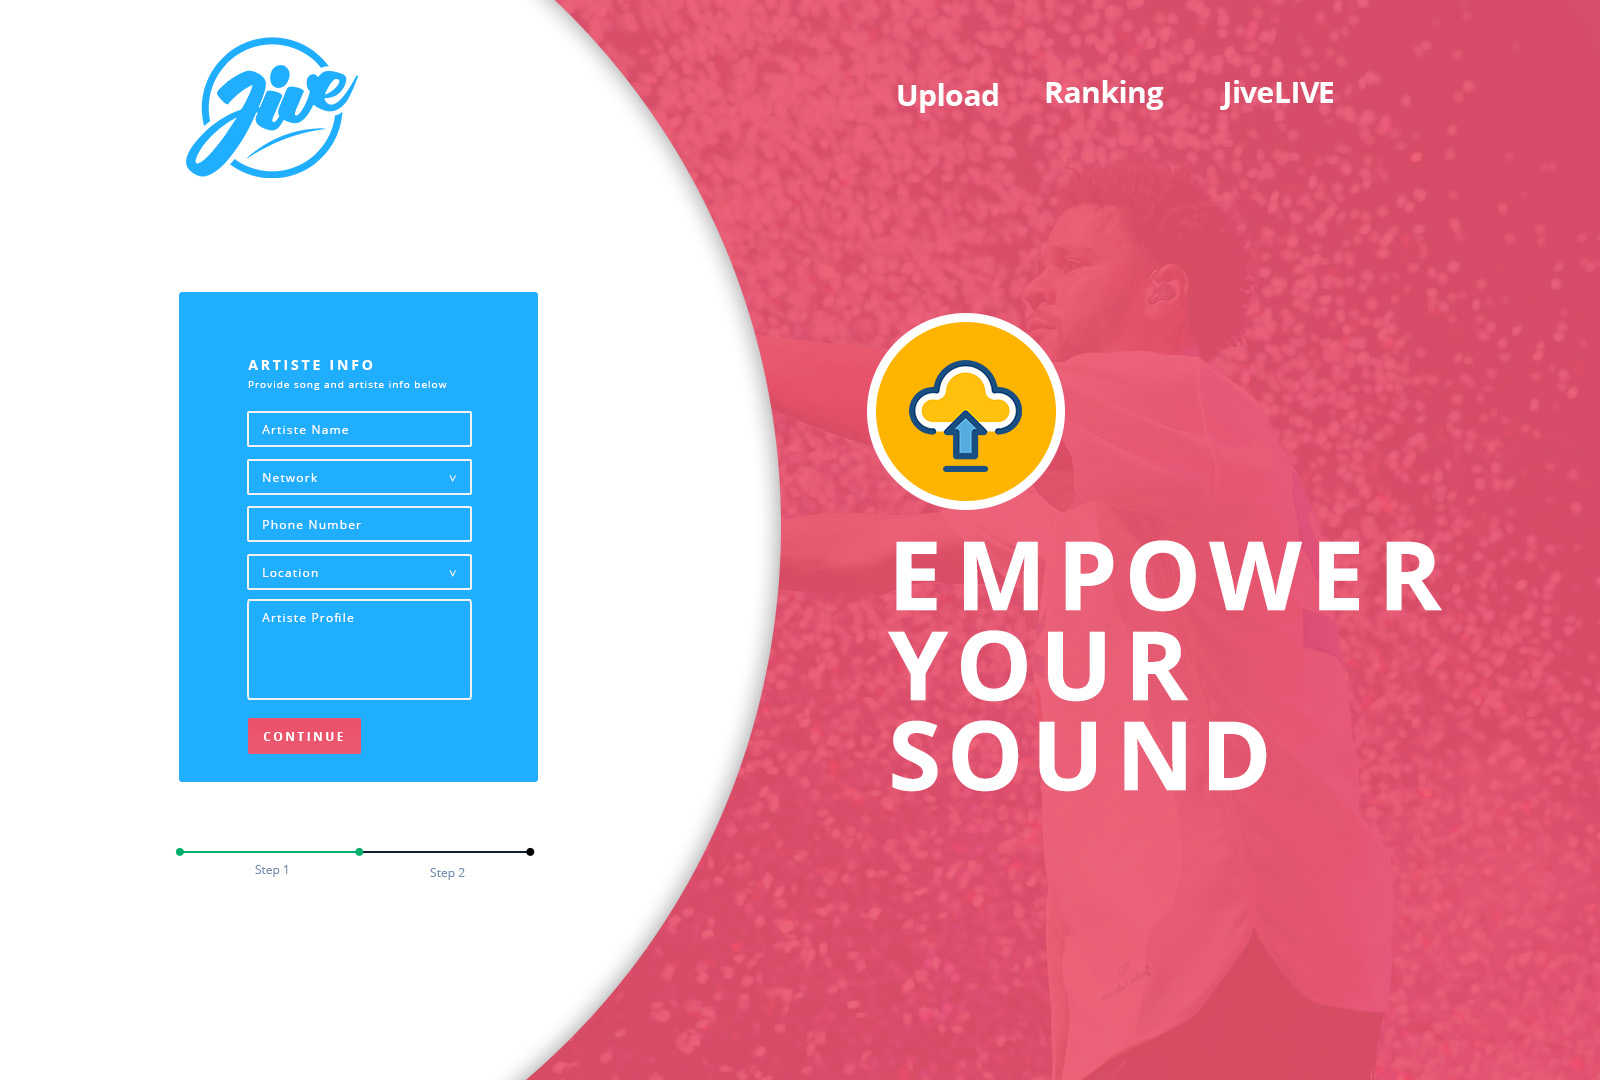 Jive
Upload
Ranking
JiveLIVE
ARTISTE INFO
Provide song and artiste info below
Artiste Name
Network
Phone Number
Location
Artiste Profile
CONTINUE
Step 1
Step 2
EMPOWER
YOUR
SOUND